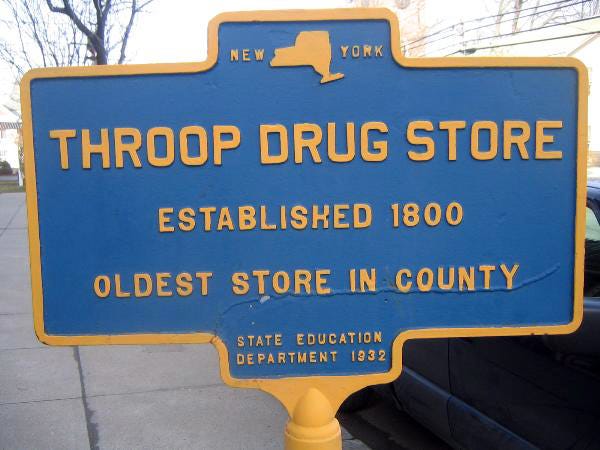 NEW YORK
THROOP DRUG STORE
ESTABLISHED 1800
OLDEST STORE IN COUNTY
STATE EDUCATION
DEPARTMENT 1932